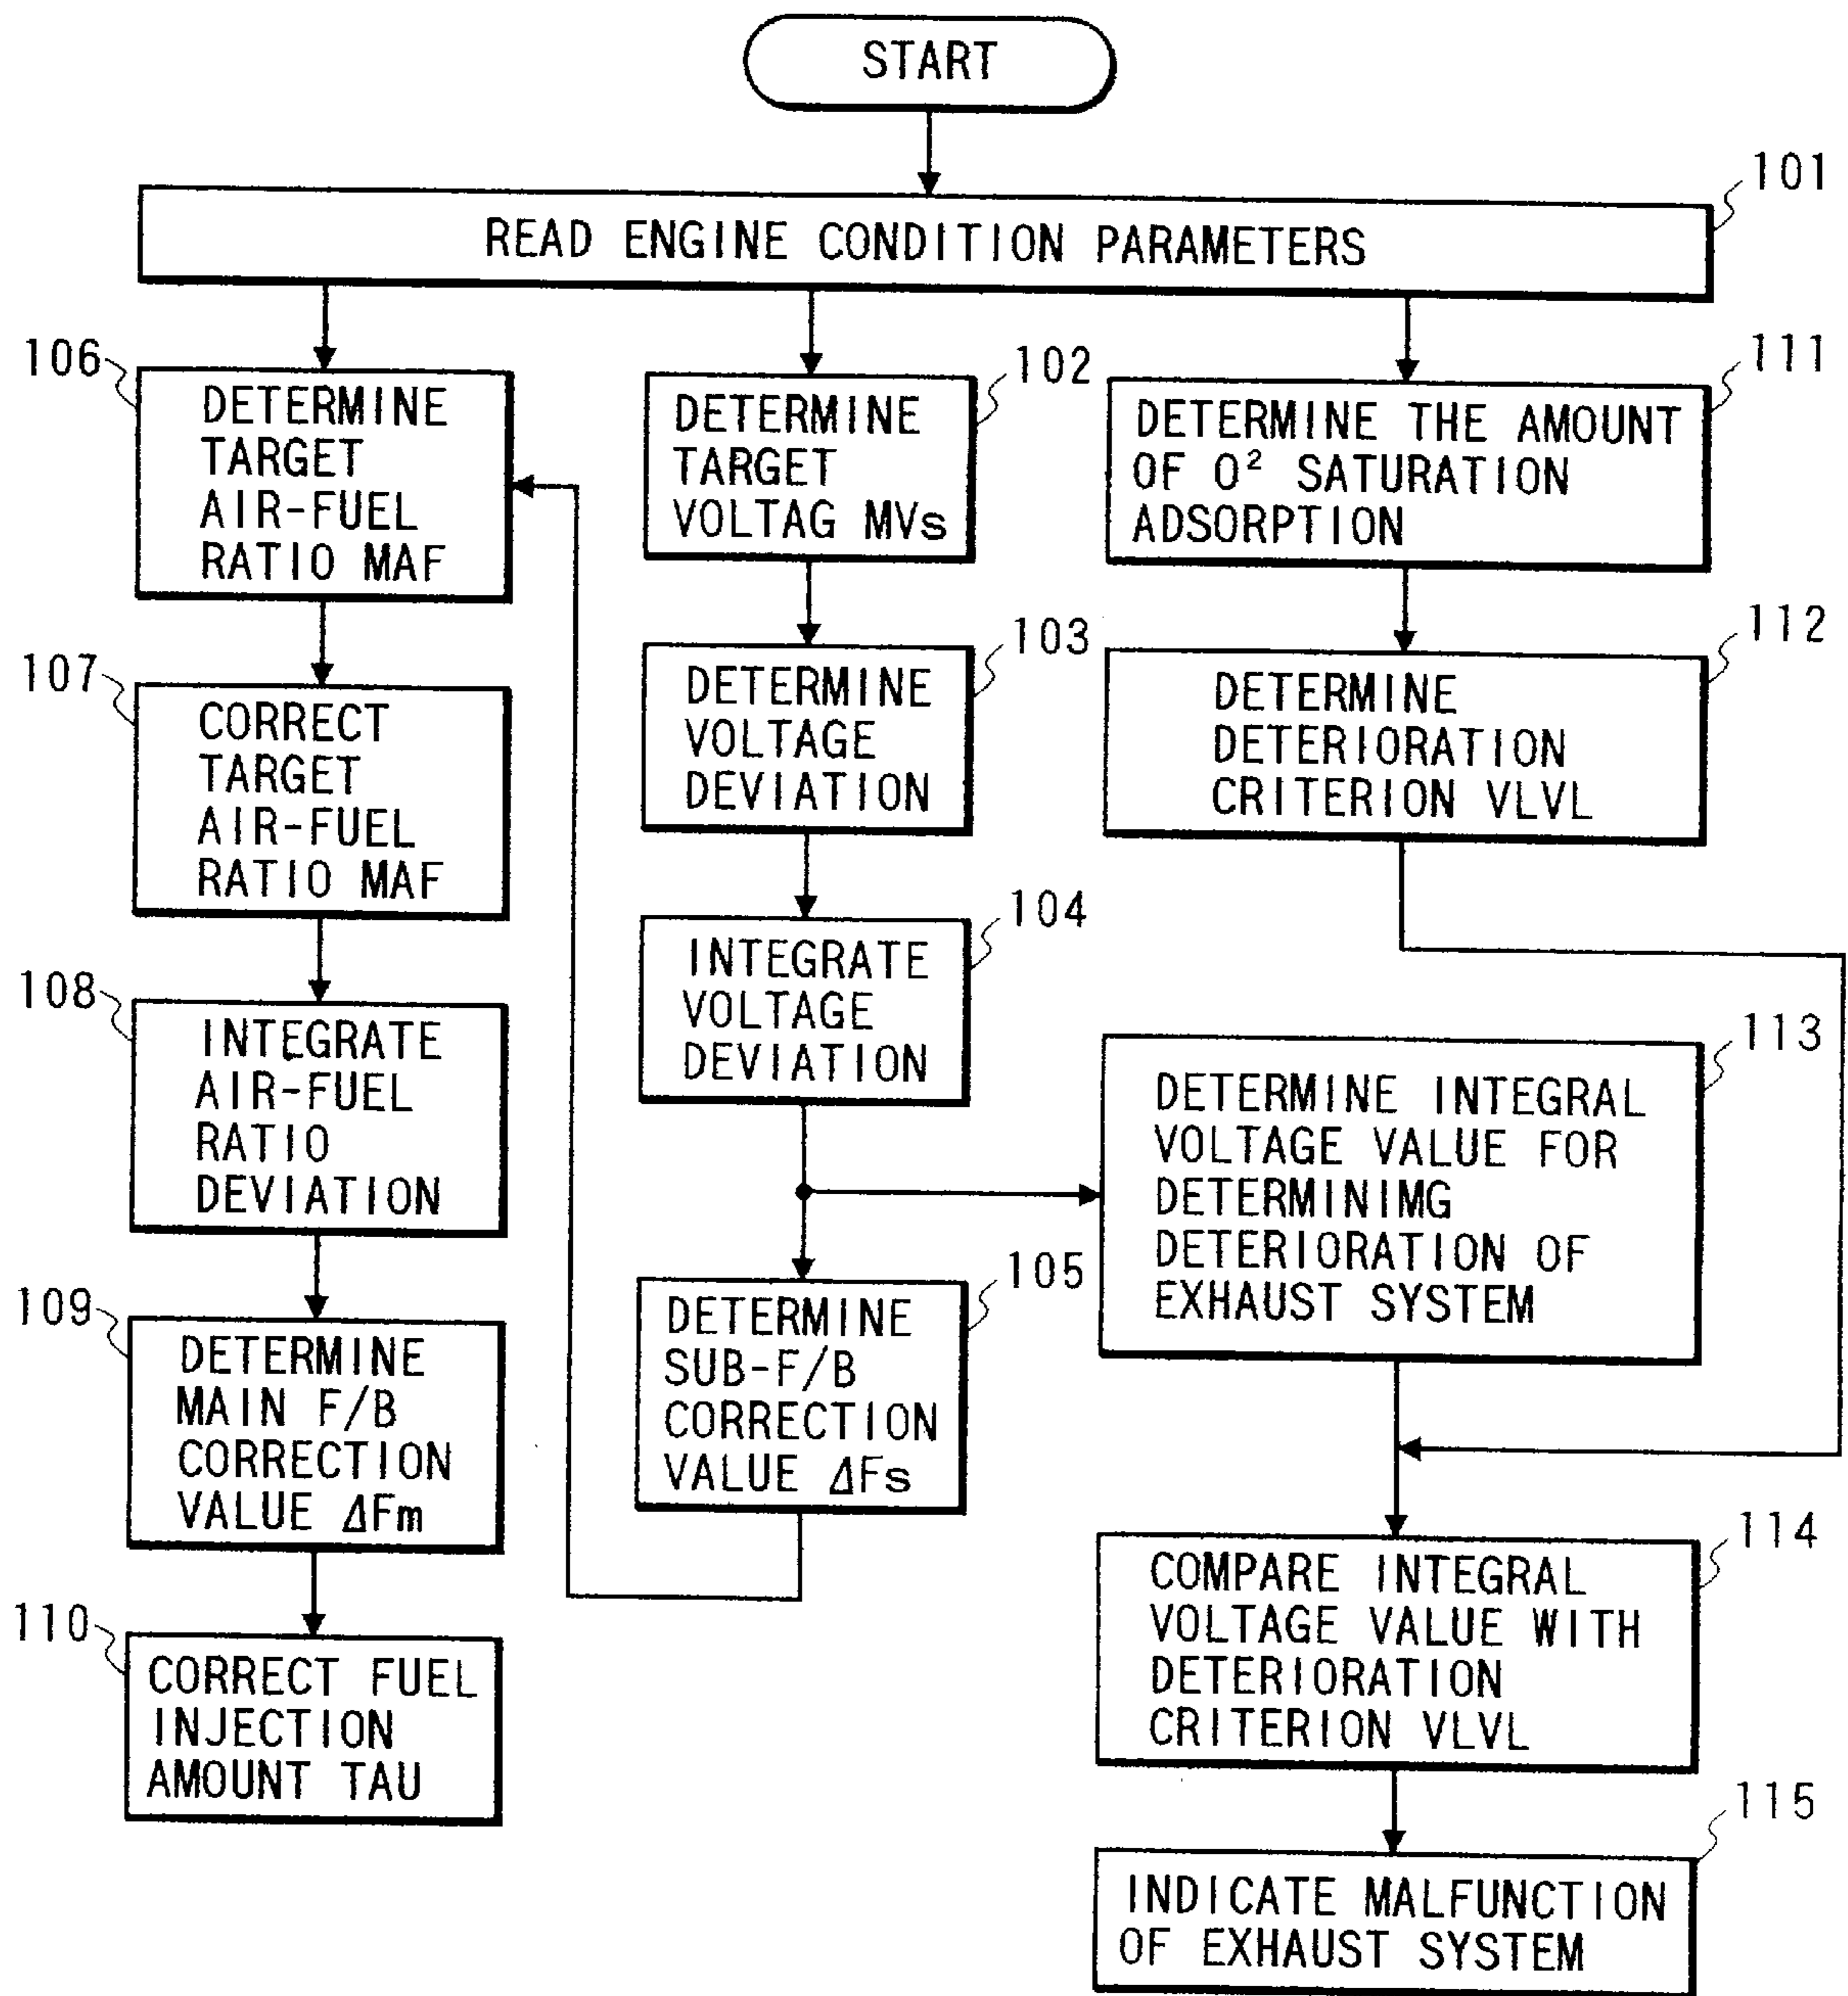 START
101
READ ENGINE CONDITION PARAMETERS
106
DETERMINE
TARGET
AIR-FUEL
RATIO MAF
107
CORRECT
TARGET
AIR-FUEL
RATIO MAF
108
INTEGRATE
AIR-FUEL
RATIO
DEVIATION
109
DETERMINE
MAIN F/B
CORRECTION
VALUE ΔFm
110
CORRECT FUEL
INJECTION
AMOUNT TAU
102
DETERMINE
TARGET
VOLTAG MVs
103
DETERMINE
VOLTAGE
DEVIATION
104
INTEGRATE
VOLTAGE
DEVIATION
105
DETERMINE
SUB-F/B
CORRECTION
VALUE ΔFs
111
DETERMINE THE AMOUNT
OF O² SATURATION
ADSORPTION
112
DETERMINE
DETERIORATION
CRITERION VLVL
113
DETERMINE INTEGRAL
VOLTAGE VALUE FOR
DETERMINIMG
DETERIORATION OF
EXHAUST SYSTEM
114
COMPARE INTEGRAL
VOLTAGE VALUE WITH
DETERIORATION
CRITERION VLVL
115
INDICATE MALFUNCTION
OF EXHAUST SYSTEM